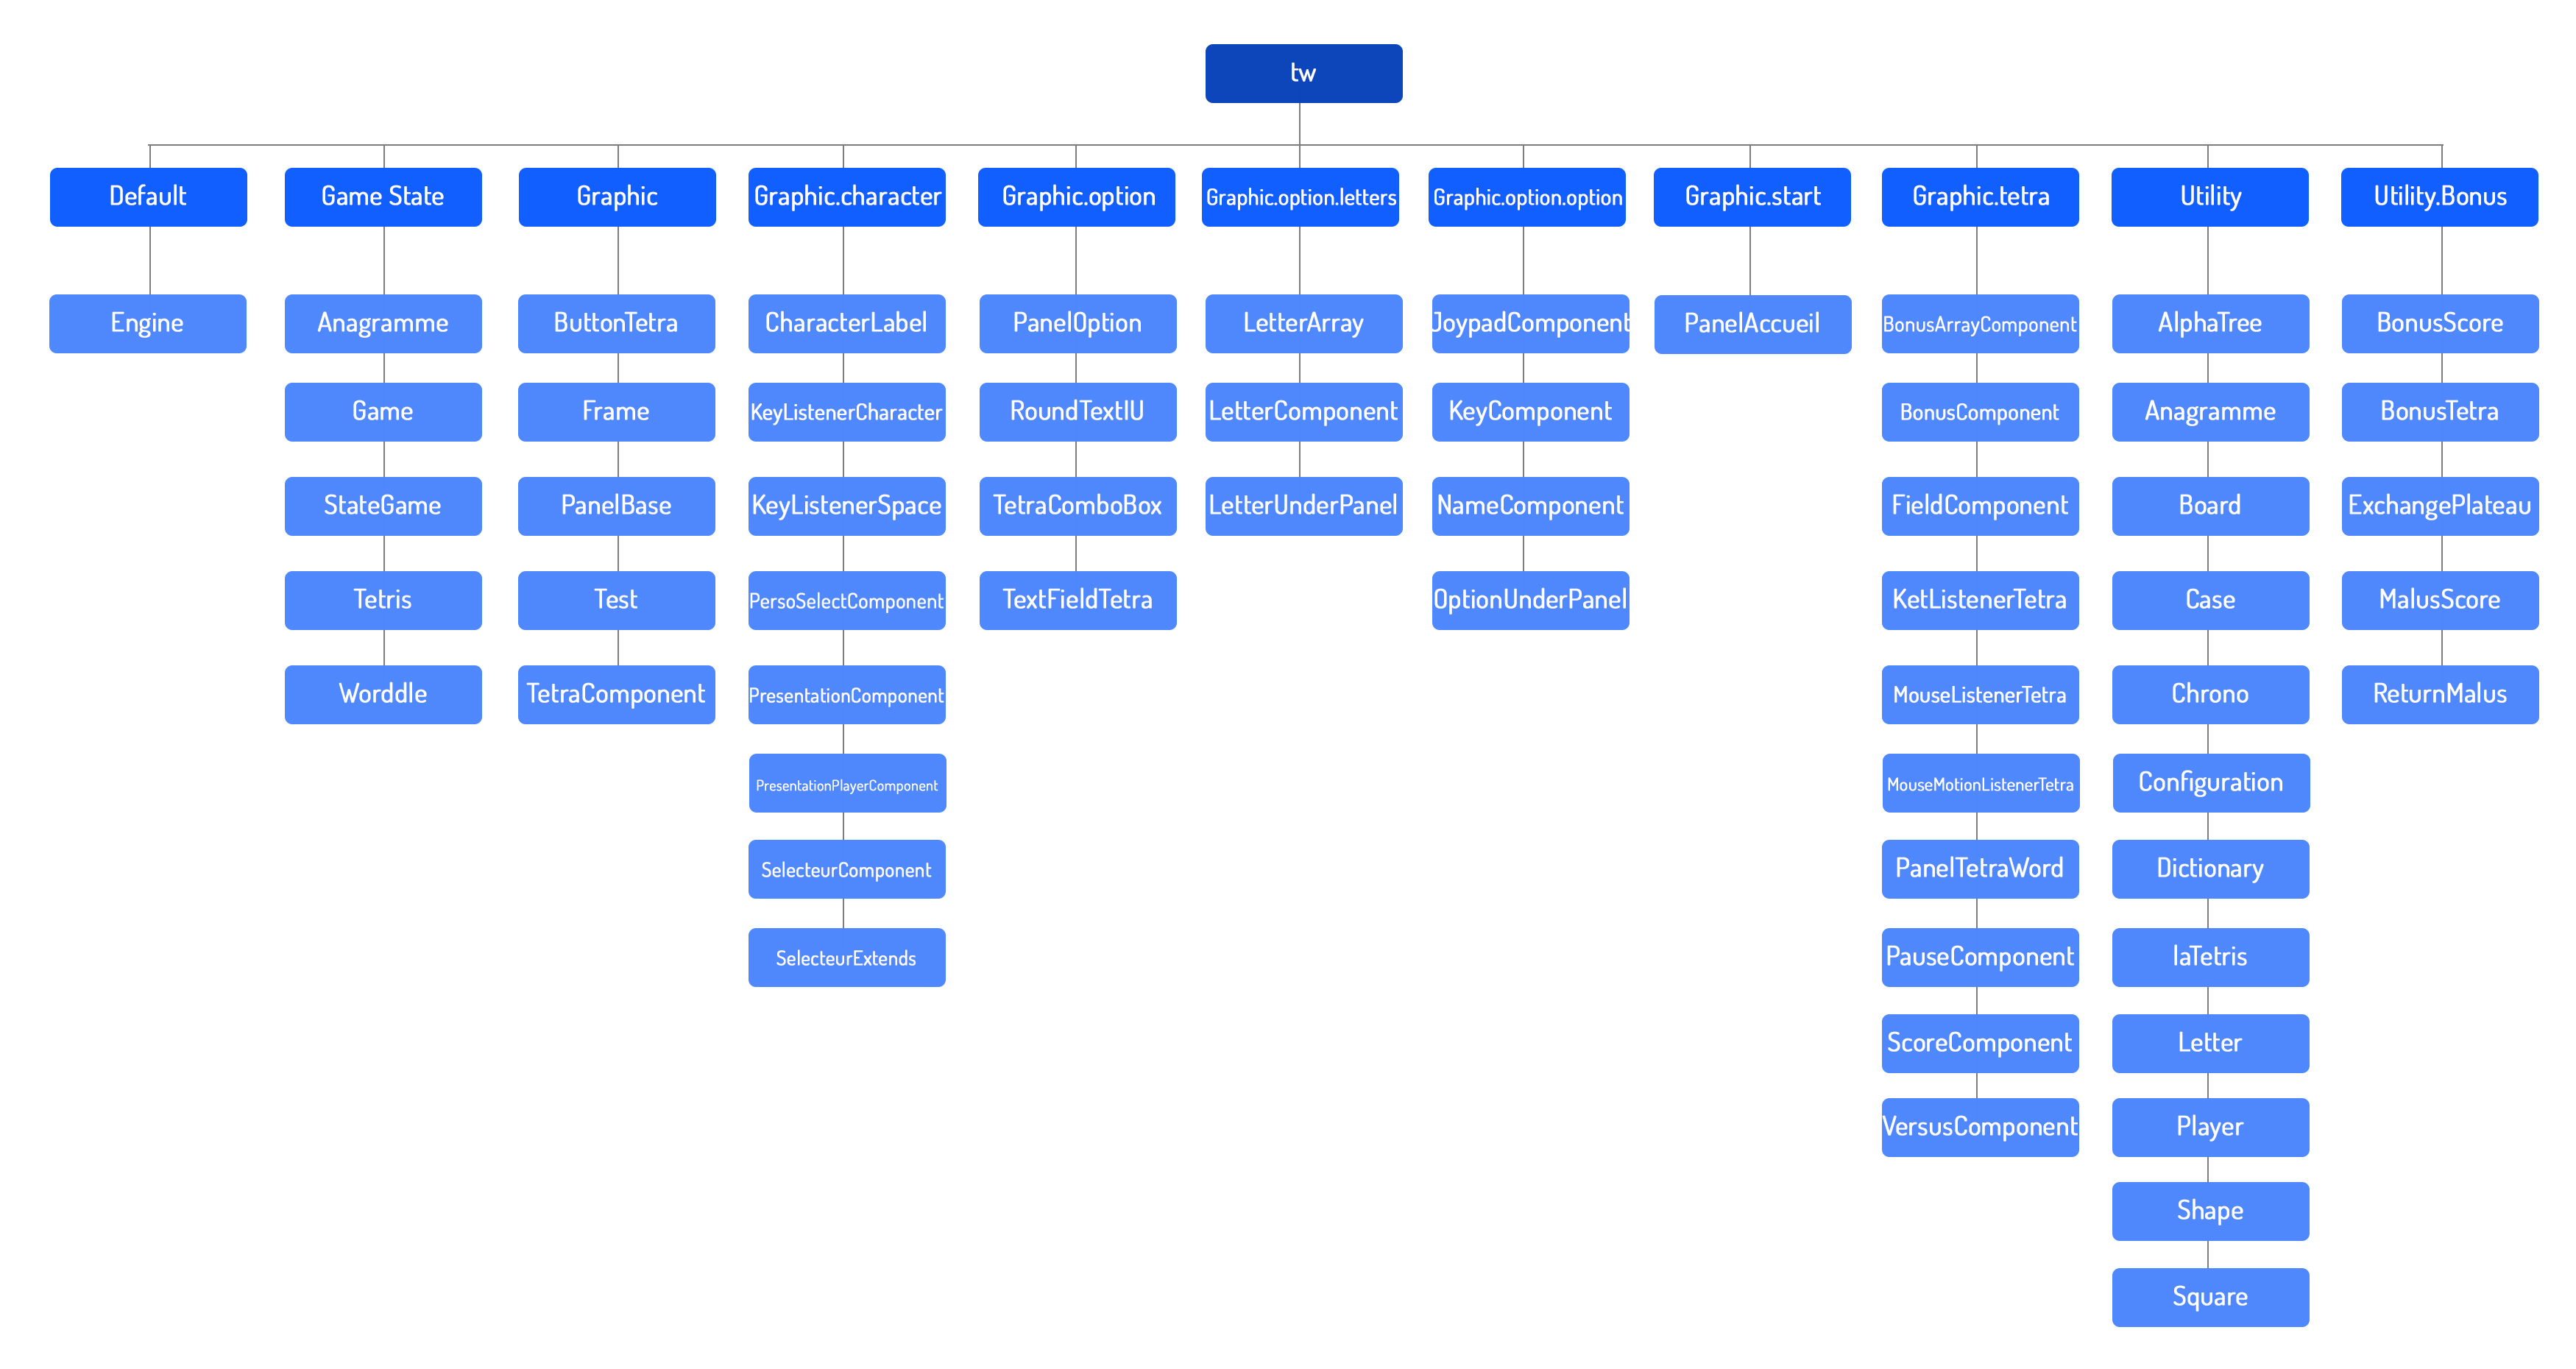 tw
Default
Game State
Graphic
Graphic.character
Graphic.option
Graphic.option.letters
Graphic.option.option
Graphic.start
Graphic.tetra
Utility
Utility.Bonus
Engine
Anagramme
ButtonTetra
CharacterLabel
PanelOption
LetterArray
JoypadComponent
PanelAccueil
BonusArrayComponent
AlphaTree
BonusScore
Game
Frame
KeyListenerCharacter
RoundTextIU
LetterComponent
KeyComponent
BonusComponent
Anagramme
BonusTetra
StateGame
PanelBase
KeyListenerSpace
TetraComboBox
LetterUnderPanel
NameComponent
FieldComponent
Board
ExchangePlateau
Tetris
Test
PersoSelectComponent
TextFieldTetra
OptionUnderPanel
KetListenerTetra
Case
MalusScore
Worddle
TetraComponent
PresentationComponent
MouseListenerTetra
Chrono
ReturnMalus
PresentationPlayerComponent
MouseMotionListenerTetra
Configuration
SelecteurComponent
PanelTetraWord
Dictionary
SelecteurExtends
PauseComponent
IaTetris
ScoreComponent
Letter
VersusComponent
Player
Shape
Square